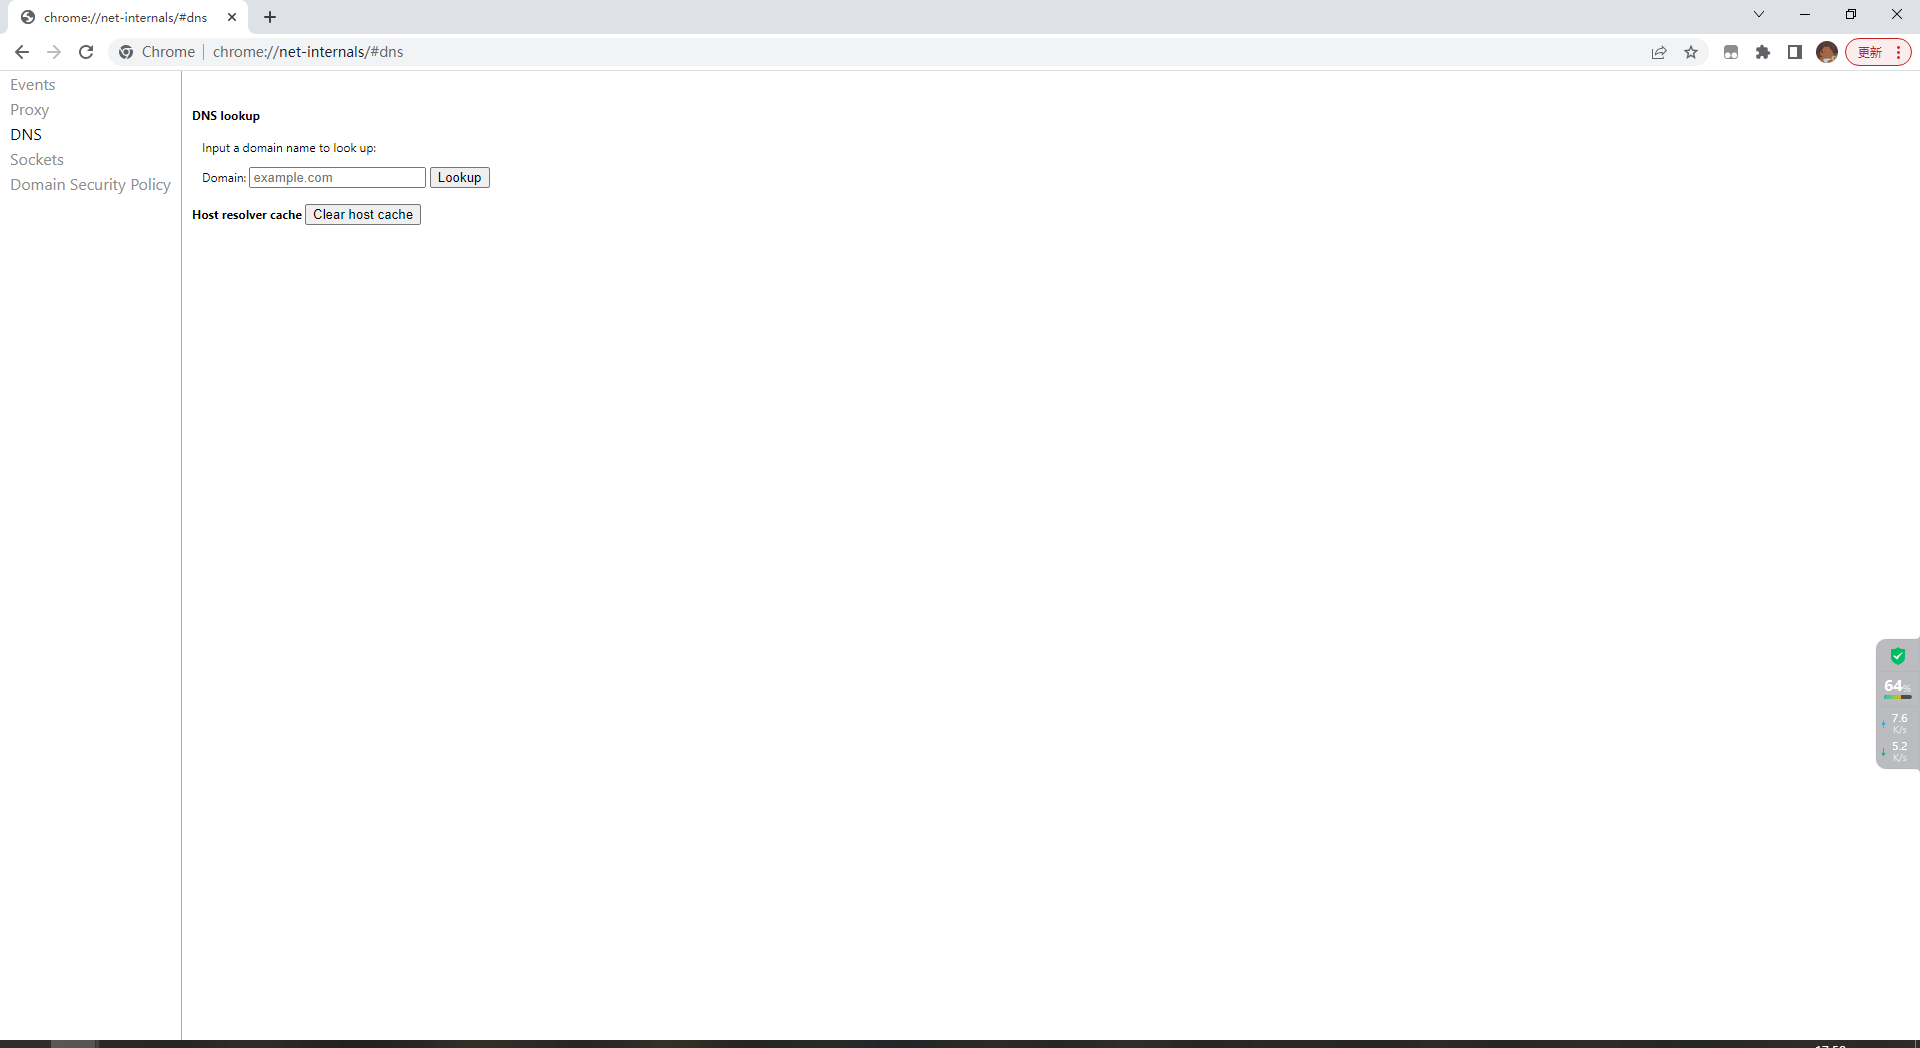 chrome://net-internals/#dns
Chrome | chrome://net-internals/#dns
更新
Events
Proxy
DNS
Sockets
Domain Security Policy
DNS lookup
Input a domain name to look up:
Domain: example.com Lookup
Host resolver cache Clear host cache
64%
7.6
K/s
5.2
K/s